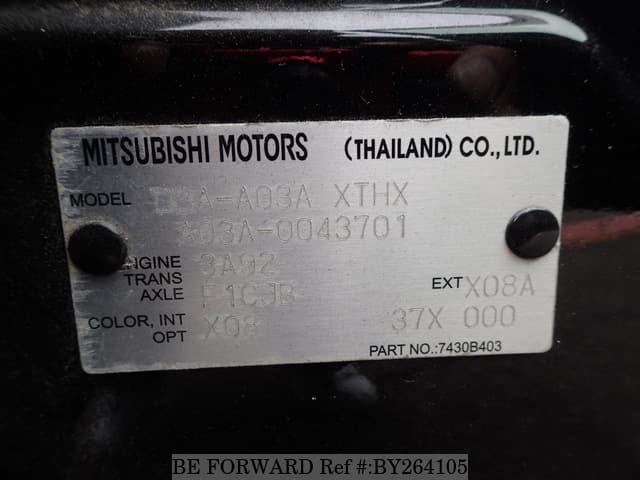 MITSUBISHI MOTORS (THAILAND) CO., LTD.
MODEL DBA-A03A XTHX
A03A-0043701
ENGINE 3A92
TRANS AXLE F1CJB EXT X08A
COLOR, INT OPT X08 37X 000
PART NO.:7430B403
BE FORWARD Ref #:BY264105